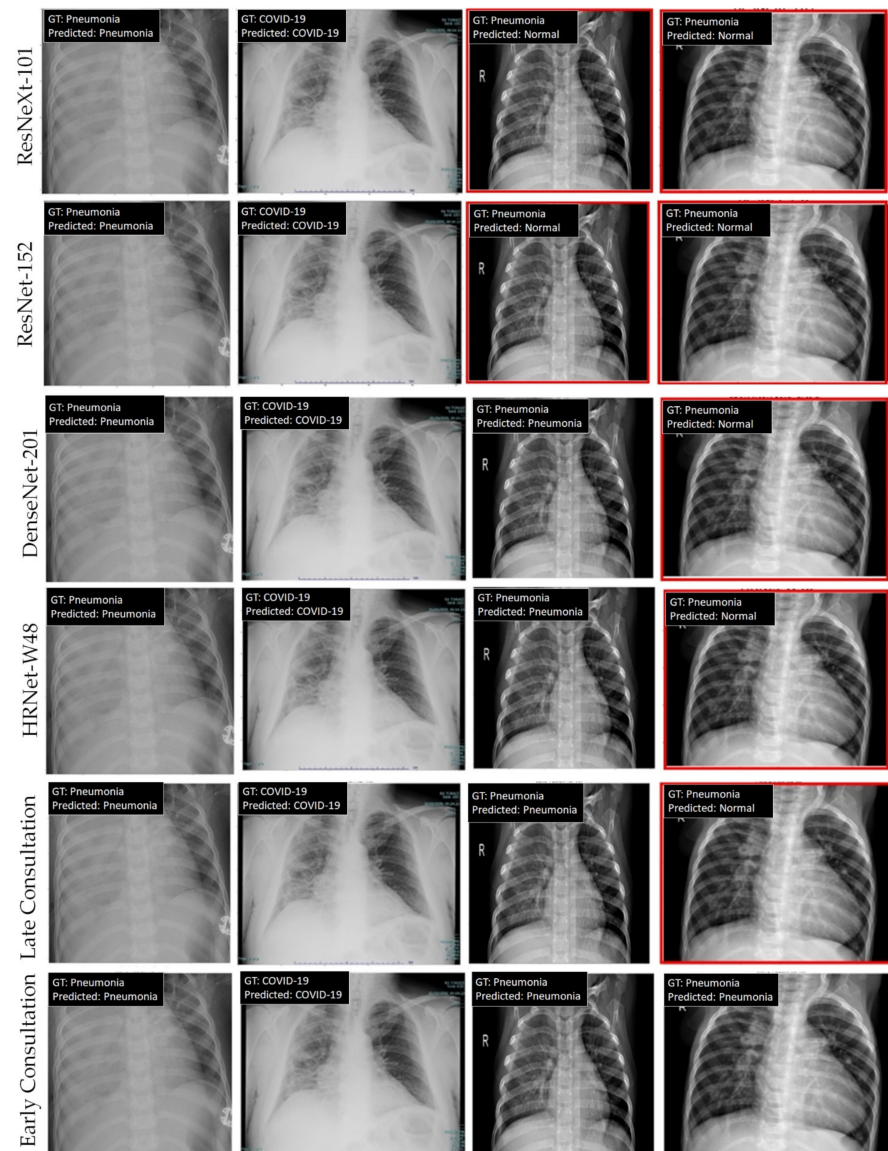 ResNeXt-101
GT: Pneumonia
Predicted: Pneumonia
GT: COVID-19
Predicted: COVID-19
GT: Pneumonia
Predicted: Normal
R
GT: Pneumonia
Predicted: Normal
ResNet-152
GT: Pneumonia
Predicted: Pneumonia
GT: COVID-19
Predicted: COVID-19
GT: Pneumonia
Predicted: Normal
R
GT: Pneumonia
Predicted: Normal
DenseNet-201
GT: Pneumonia
Predicted: Pneumonia
GT: COVID-19
Predicted: COVID-19
GT: Pneumonia
Predicted: Pneumonia
R
GT: Pneumonia
Predicted: Normal
HRNet-W48
GT: Pneumonia
Predicted: Pneumonia
GT: COVID-19
Predicted: COVID-19
GT: Pneumonia
Predicted: Pneumonia
R
GT: Pneumonia
Predicted: Normal
Late Consultation
GT: Pneumonia
Predicted: Pneumonia
GT: COVID-19
Predicted: COVID-19
GT: Pneumonia
Predicted: Pneumonia
R
GT: Pneumonia
Predicted: Normal
Early Consultation
GT: Pneumonia
Predicted: Pneumonia
GT: COVID-19
Predicted: COVID-19
GT: Pneumonia
Predicted: Pneumonia
R
GT: Pneumonia
Predicted: Pneumonia